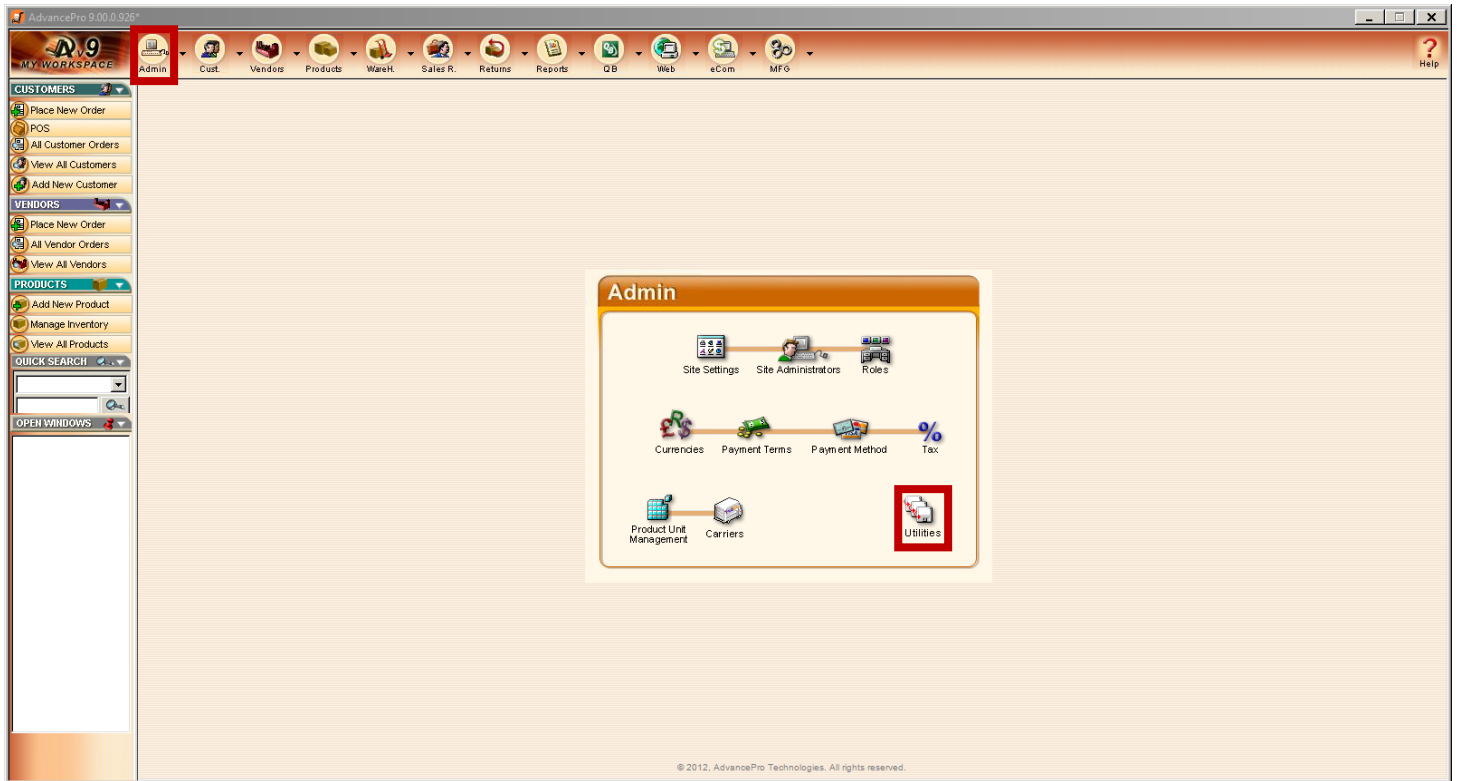 AdvancePro 9.00.0.926*
v9
MY WORKSPACE
Admin
Cust.
Vendors
Products
WareH.
Sales R.
Returns
Reports
QB
Web
eCom
MFG
?
Help
CUSTOMERS
Place New Order
POS
All Customer Orders
View All Customers
Add New Customer
VENDORS
Place New Order
All Vendor Orders
View All Vendors
PRODUCTS
Add New Product
Manage Inventory
View All Products
QUICK SEARCH
OPEN WINDOWS
Admin
Site Settings
Site Administrators
Roles
Currencies
Payment Terms
Payment Method
%
Tax
Product Unit
Management
Carriers
Utilities
© 2012, AdvancePro Technologies. All rights reserved.